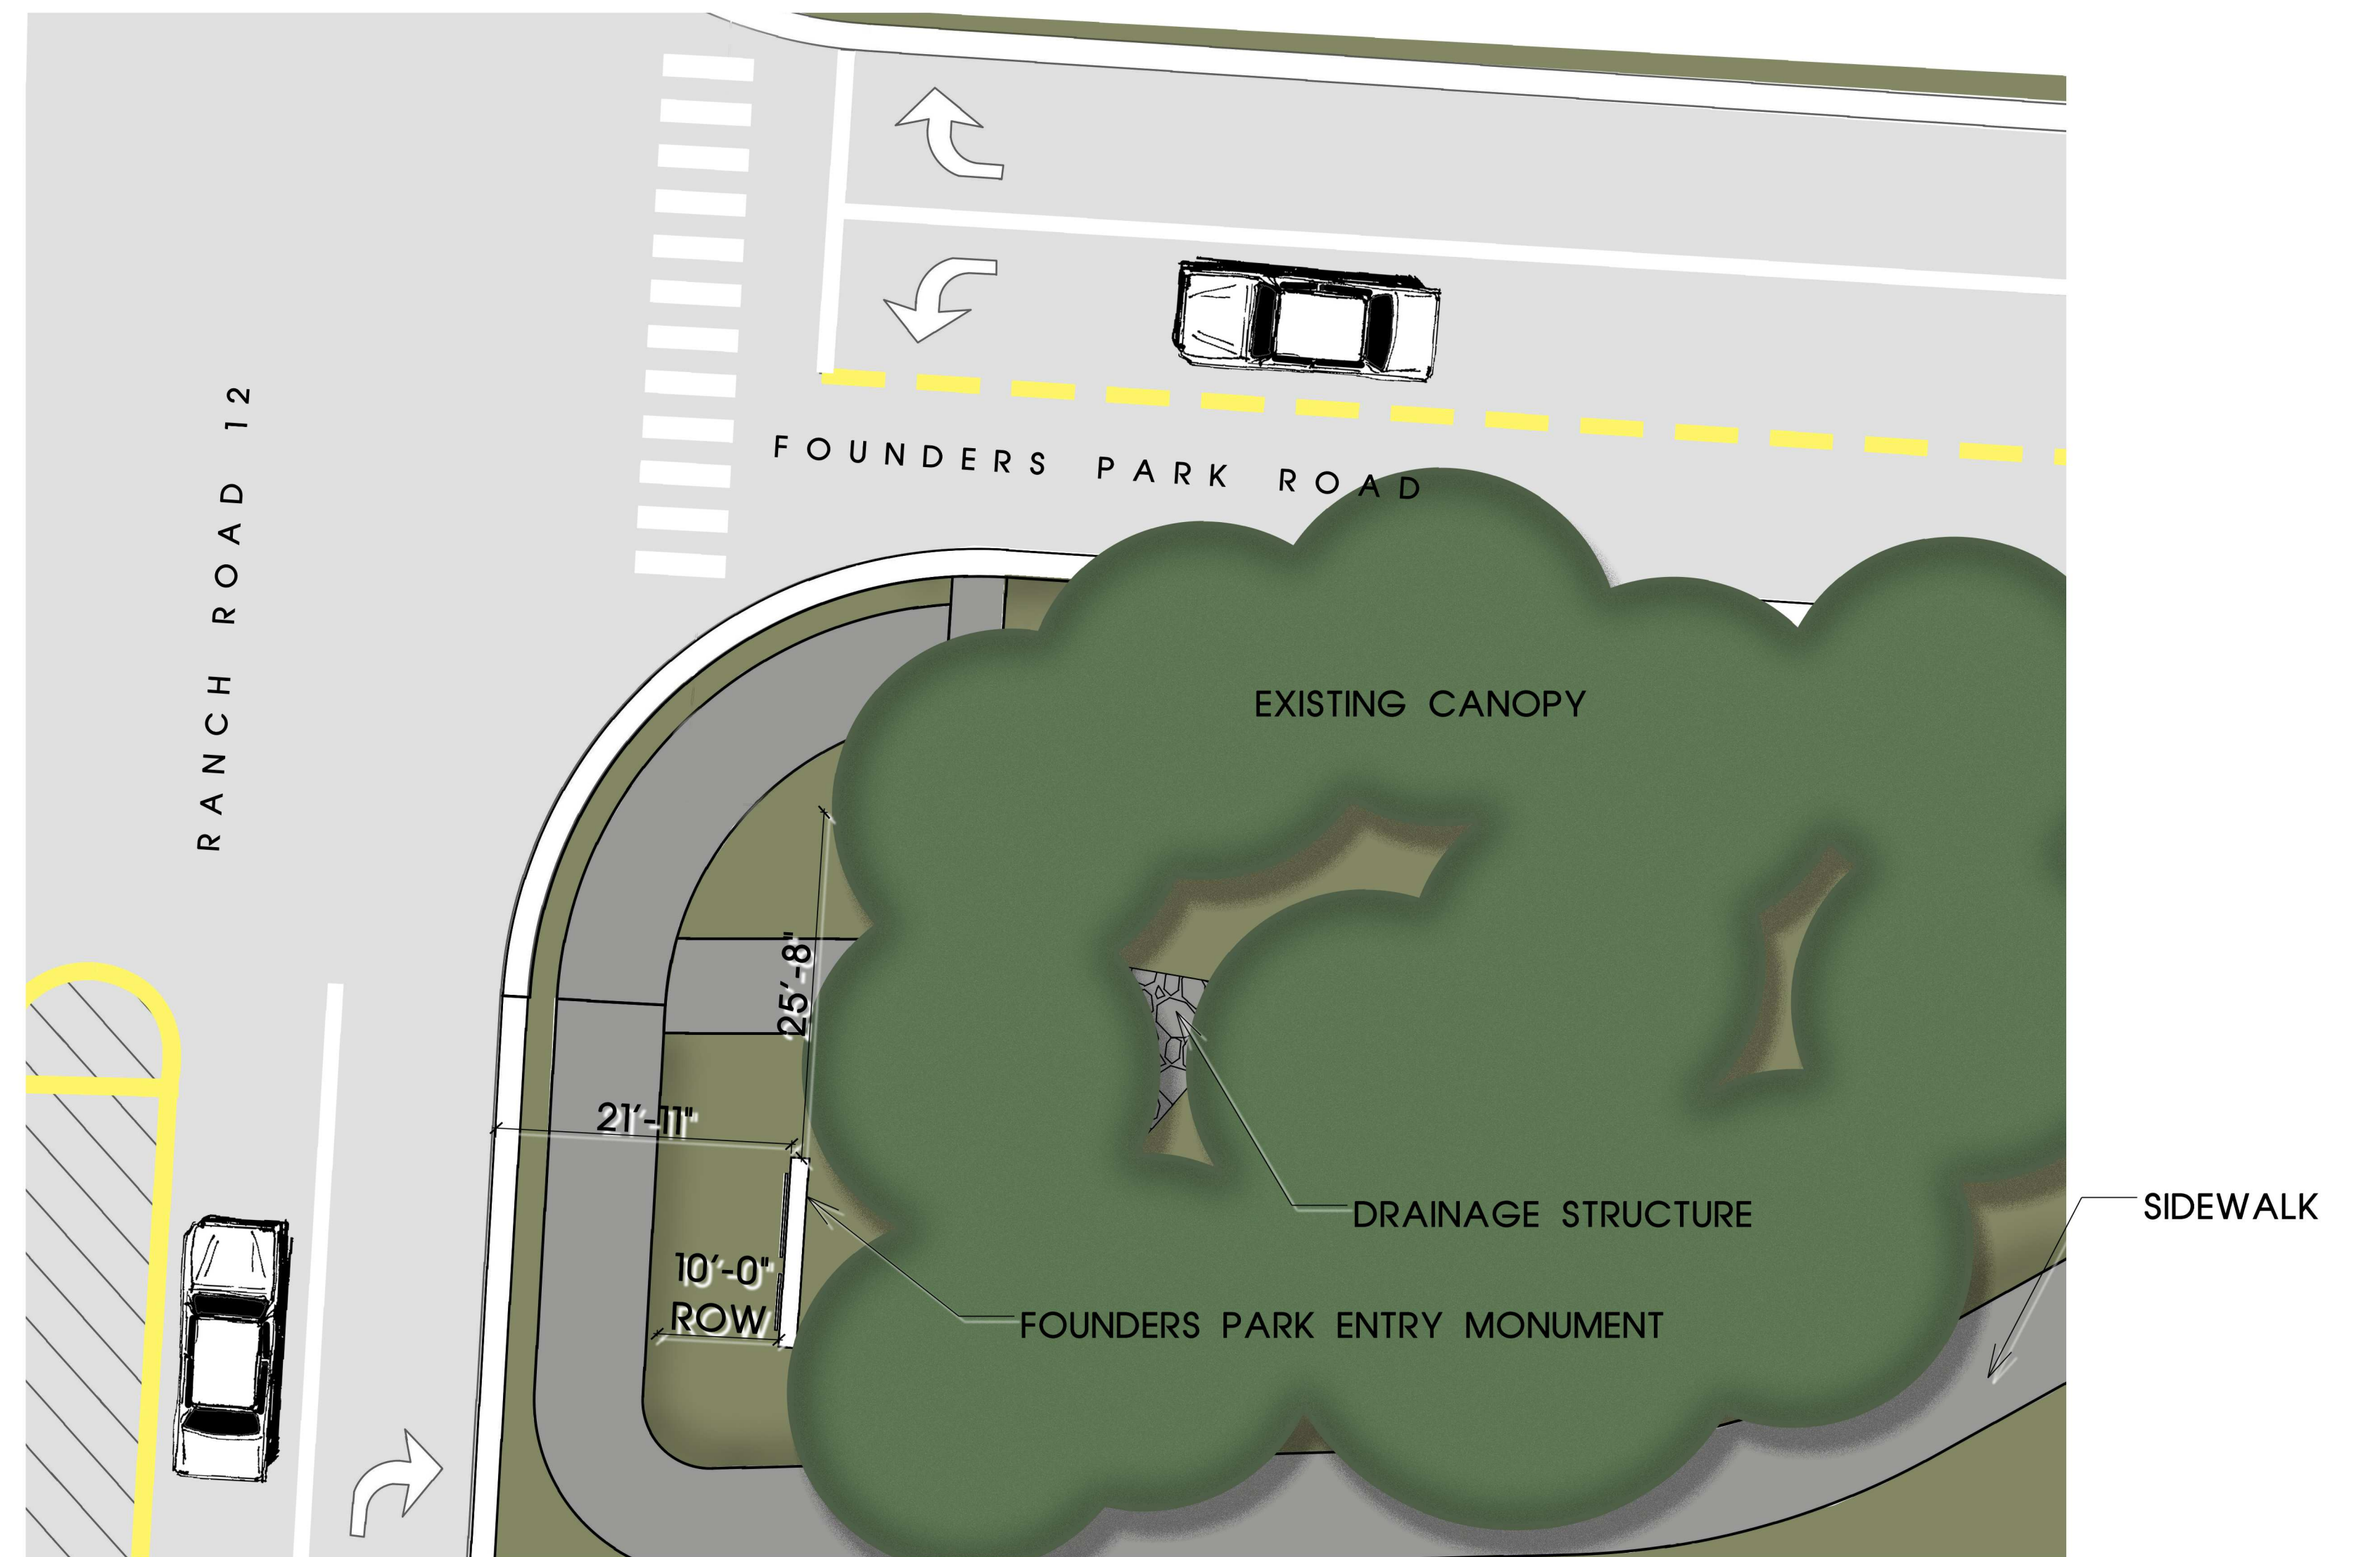 RANCH ROAD 12
FOUNDERS PARK ROAD
EXISTING CANOPY
25'-8"
21'-11"
10'-0"
ROW
DRAINAGE STRUCTURE
SIDEWALK
FOUNDERS PARK ENTRY MONUMENT